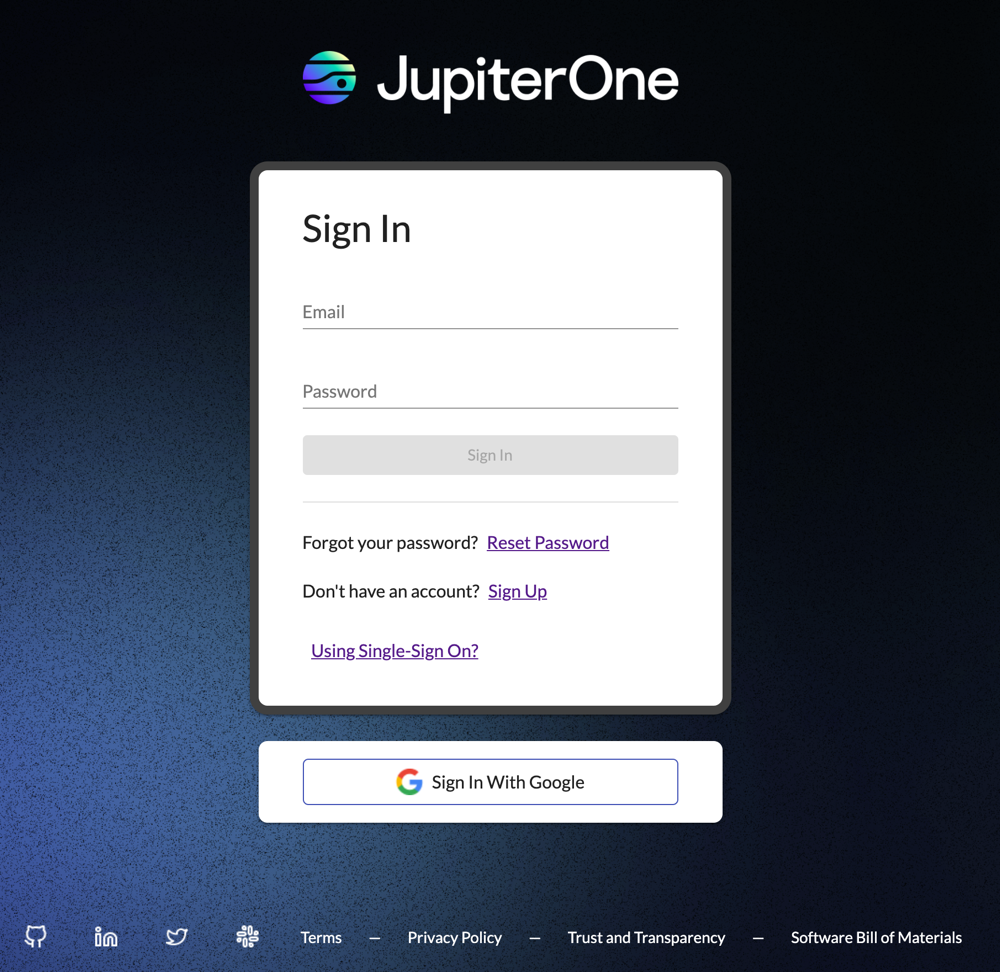 JupiterOne
Sign In
Email
Password
Sign In
Forgot your password? Reset Password
Don't have an account? Sign Up
Using Single-Sign On?
Sign In With Google
Terms — Privacy Policy — Trust and Transparency — Software Bill of Materials